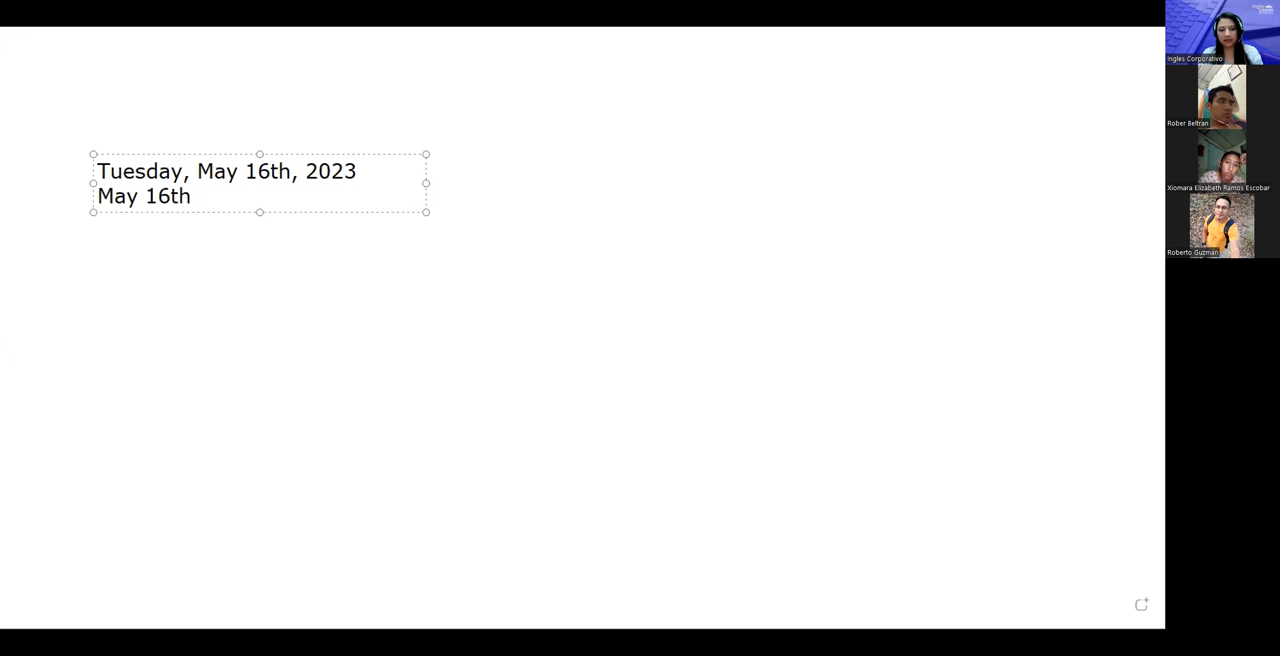 Tuesday, May 16th, 2023
May 16th
Ingles Corporativo
Rober Beltran
Xiomara Elizabeth Ramos Escobar
Roberto Guzman